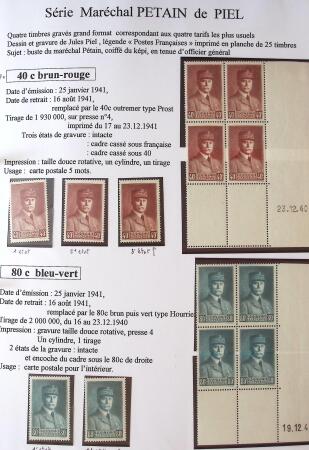 Série Maréchal PETAIN de PIEL
Quatre timbres gravés grand format correspondant aux quatre tarifs les plus usuels
Dessin et gravure de Jules Piel , légende « Postes Françaises » imprimé en planche de 25 timbres
Sujet : buste du maréchal Pétain, coiffé du képi, en tenue d'officier général
40 c brun-rouge
Date d'émission : 25 janvier 1941,
Date de retrait : 16 août 1941,
remplacé par le 40c outremer type Prost
Tirage de 1 930 000, sur presse n°4,
imprimé du 17 au 23.12.1941
Trois états de gravure : intacte
: cadre cassé sous française
: cadre cassé sous 40
Impression : taille douce rotative, un cylindre, un tirage
Usage : carte postale 5 mots.
23.12.40
1 état
2 état
3 état
80 c bleu-vert
Date d'émission : 25 janvier 1941,
Date de retrait : 16 août 1941,
remplacé par le 80c brun puis vert type Hourriez
Tirage de 2 000 000, du 16 au 23.12.1940
Impression : gravure taille douce rotative, presse 4
Un cylindre, 1 tirage
2 états de la gravure : intacte
et encoche du cadre sous le 80c de droite
Usage : carte postale pour l'intérieur.
19.12.4